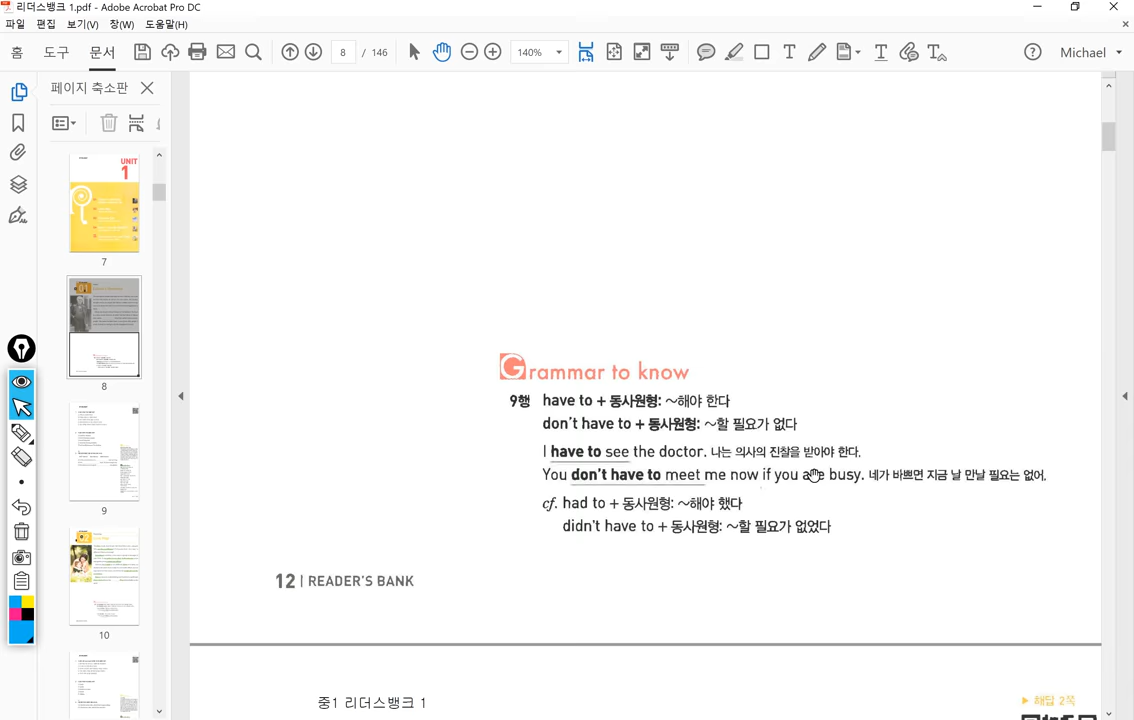 리더스뱅크 1.pdf - Adobe Acrobat Pro DC
파일 편집 보기(V) 창(W) 도움말(H)
홈 도구 문서 8 / 146 140% Michael
페이지 축소판
UNIT
1
7
01
8
9
02
10
Grammar to know
9행 have to + 동사원형: ~해야 한다
don't have to + 동사원형: ~할 필요가 없다
I have to see the doctor. 나는 의사의 진찰을 받아야 한다.
You don't have to meet me now if you are busy. 네가 바쁘면 지금 날 만날 필요는 없어.
cf. had to + 동사원형: ~해야 했다
didn't have to + 동사원형: ~할 필요가 없었다
12 | READER'S BANK
중1 리더스뱅크 1
▶ 해답 2쪽